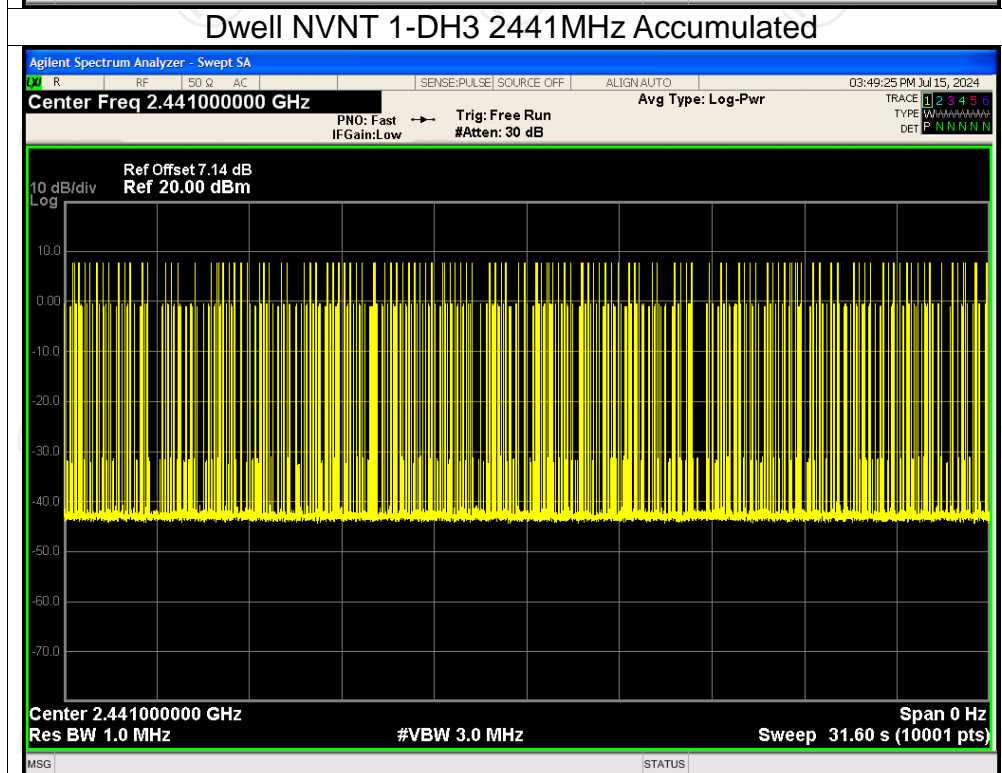 Dwell NVNT 1-DH3 2441MHz Accumulated
Agilent Spectrum Analyzer - Swept SA
LXI R RF 50 Ω AC SENSE:PULSE SOURCE OFF ALIGN AUTO 03:49:25 PM Jul 15, 2024
Center Freq 2.441000000 GHz Avg Type: Log-Pwr TRACE 1 2 3 4 5 6
PNO: Fast Trig: Free Run TYPE W
IFGain:Low #Atten: 30 dB DET P N N N N N
Ref Offset 7.14 dB
10 dB/div Ref 20.00 dBm
Log
10.0
0.00
-10.0
-20.0
-30.0
-40.0
-50.0
-60.0
-70.0
Center 2.441000000 GHz Span 0 Hz
Res BW 1.0 MHz #VBW 3.0 MHz Sweep 31.60 s (10001 pts)
MSG STATUS